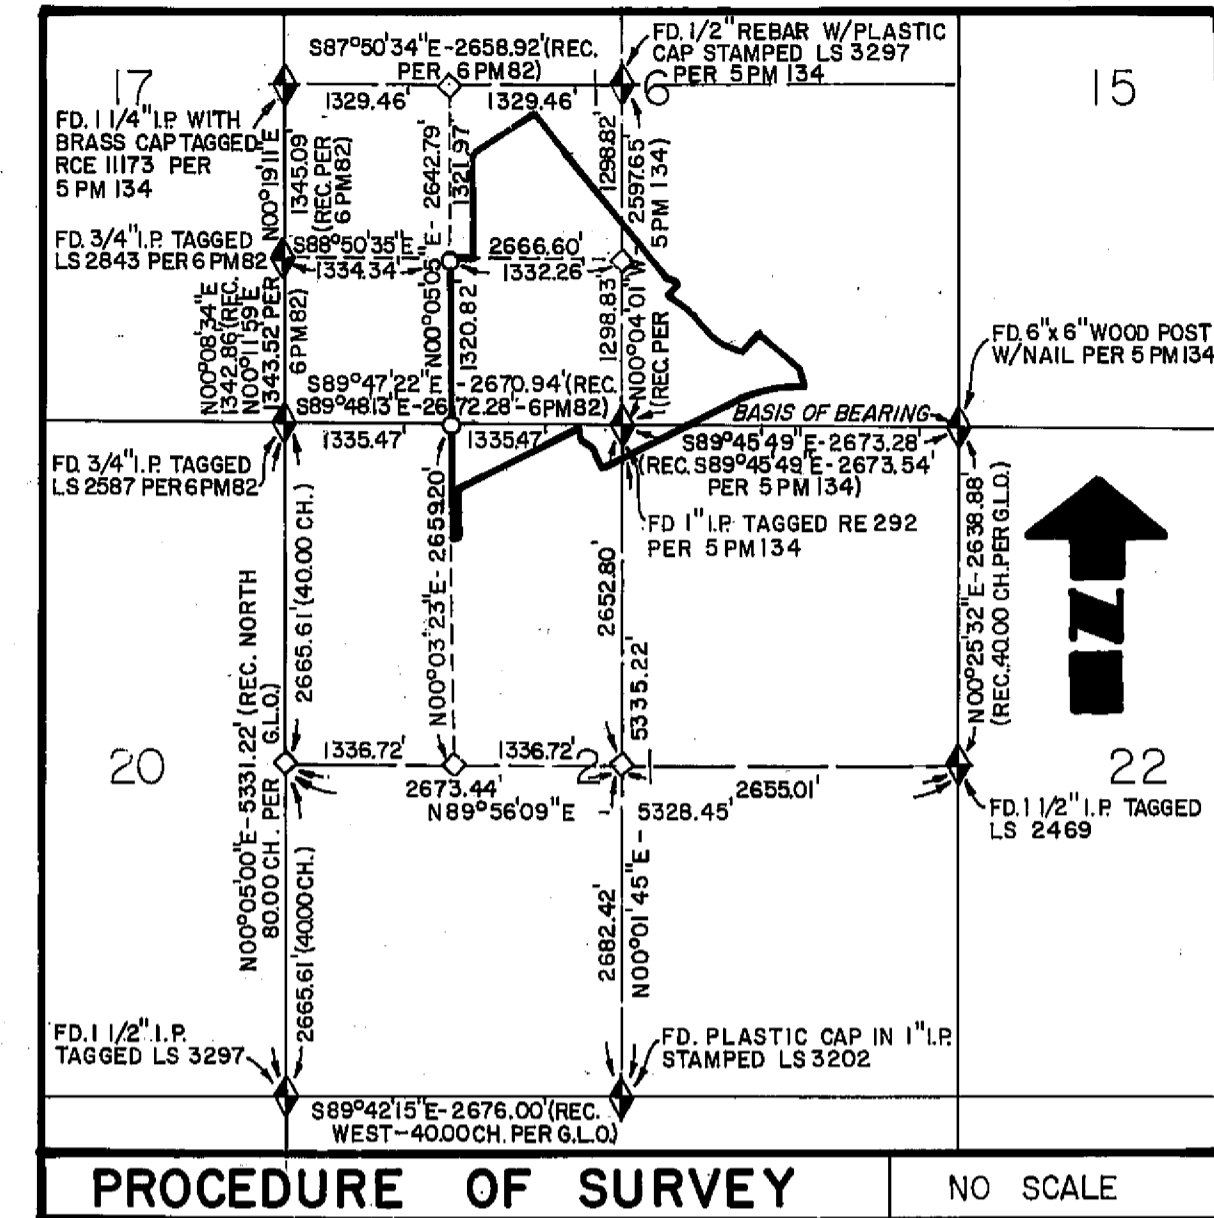 S87°50'34"E-2658.92'(REC.
PER 6 PM82)
FD. 1/2" REBAR W/PLASTIC
CAP STAMPED LS 3297
PER 5PM 134
17
16
15
1329.46'
1329.46'
FD. 1 1/4" I.P. WITH
BRASS CAP TAGGED
RCE 11173 PER
5 PM 134
N00°19'11"E
1345.09
(REC. PER
6 PM82)
N00°05'05"E- 2642.79'
1321.97
1298.82'
N00°04'01"W- 2597.65
(REC. PER 5PM 134)
FD. 3/4" I.P. TAGGED
LS 2843 PER 6 PM82
S88°50'35"E
2666.60'
1334.34'
1332.26'
N00°08'34"E
1342.86'(REC.
N00°11'59"E
1343.52 PER
6 PM82)
1320.82
1298.83'
FD. 6"x 6" WOOD POST
W/NAIL PER 5 PM 134
S89°47'22"E -2670.94'(REC.
S89°48'13"E-2672.28'-6PM82)
BASIS OF BEARING
1335.47'
1335.47'
S89°45'49"E-2673.28'
(REC. S89°45'49"E-2673.54'
PER 5PM 134)
FD. 3/4" I.P. TAGGED
LS 2587 PER 6PM82
FD 1" I.P. TAGGED RE 292
PER 5 PM 134
N00°03'23"E- 2659.20'
2652.80'
5335.22'
N00°25'32"E-2638.88'
(REC. 40.00 CH. PER G.L.O.)
N
N00°05'00"E-5331.22' (REC. NORTH
80.00 CH. PER G.L.O.)
2665.61'(40.00 CH.)
20
21
22
1336.72'
1336.72'
2673.44'
N89°56'09"E - 5328.45'
2655.01'
FD. 1 1/2" I.P. TAGGED
LS 2469
2665.61'(40.00CH.)
2682.42'
N00°01'45"E -
FD. 1 1/2" I.P.
TAGGED LS 3297
FD. PLASTIC CAP IN 1" I.P.
STAMPED LS 3202
S89°42'15"E-2676.00'(REC.
WEST-40.00CH. PER G.L.O.)
PROCEDURE OF SURVEY
NO SCALE